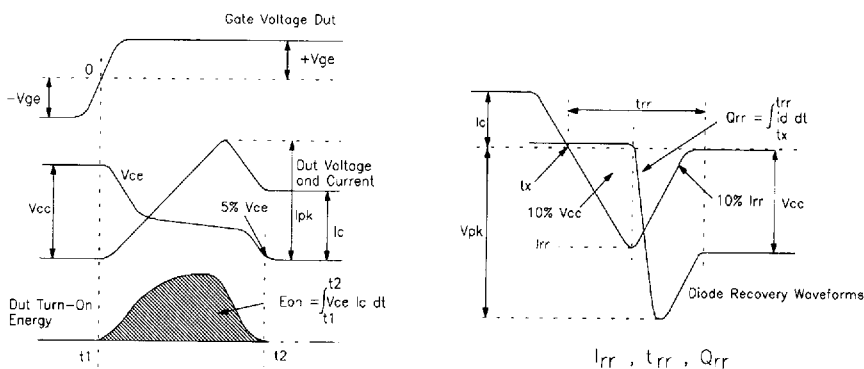 Gate Voltage Dut
0
+Vge
-Vge
Vce
Dut Voltage
and Current
Vcc
5% Vce
Ipk
Ic
Dut Turn-On
Energy
Eon = ∫ Vce Ic dt
t2
t1
t1
t2
trr
Qrr = ∫ id dt
trr
tx
Ic
tx
10% Vcc
10% Irr
Vcc
Vpk
Irr
Diode Recovery Waveforms
Irr , trr , Qrr